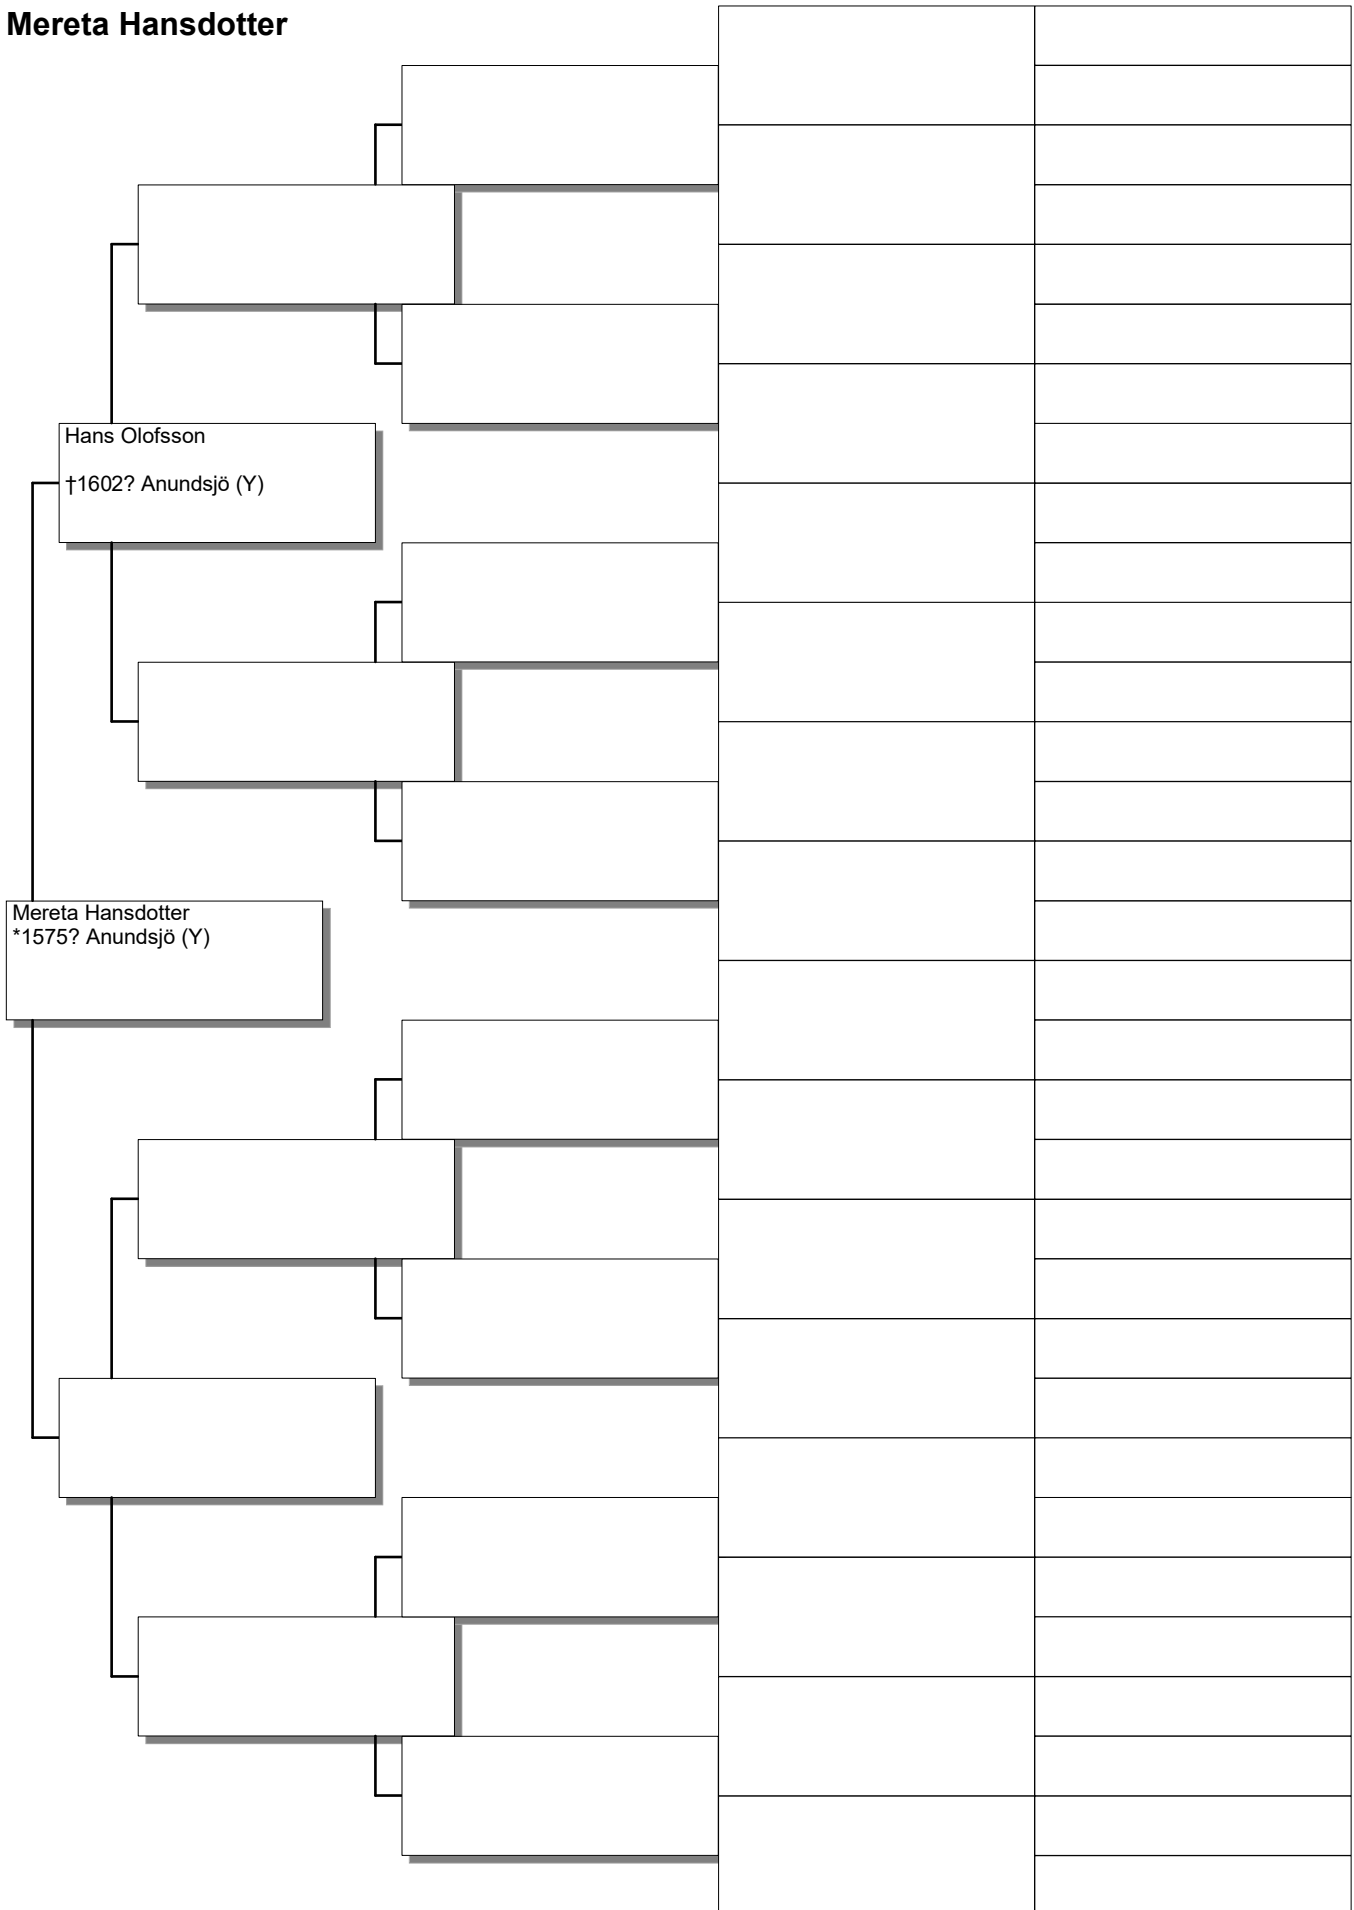 Mereta Hansdotter
Hans Olofsson
†1602? Anundsjö (Y)
Mereta Hansdotter
*1575? Anundsjö (Y)